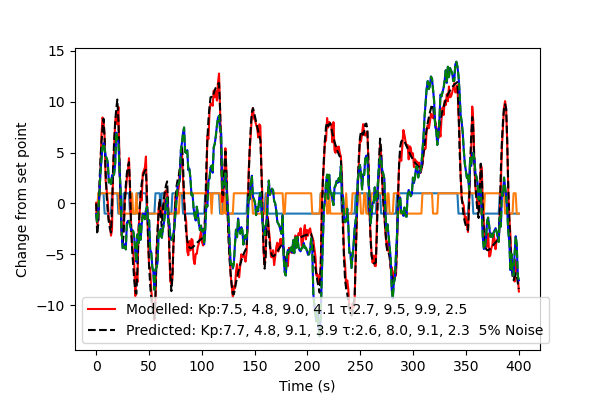 15
10
5
0
−5
−10
Change from set point
Modelled: Kp:7.5, 4.8, 9.0, 4.1 τ:2.7, 9.5, 9.9, 2.5
Predicted: Kp:7.7, 4.8, 9.1, 3.9 τ:2.6, 8.0, 9.1, 2.3  5% Noise
0 50 100 150 200 250 300 350 400
Time (s)